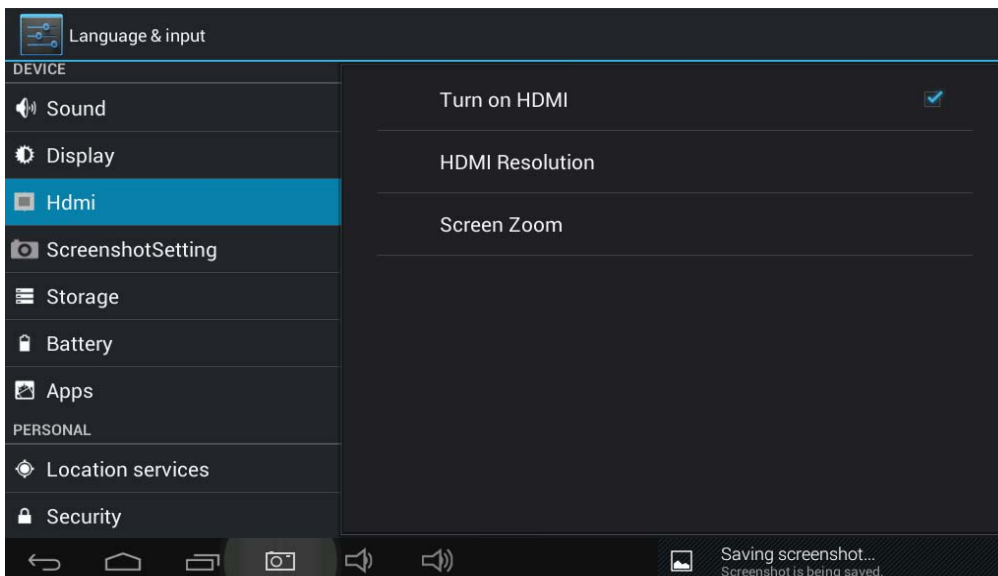 Language & input
DEVICE
Sound
Display
Hdmi
ScreenshotSetting
Storage
Battery
Apps
PERSONAL
Location services
Security
Turn on HDMI
HDMI Resolution
Screen Zoom
Saving screenshot...
Screenshot is being saved.